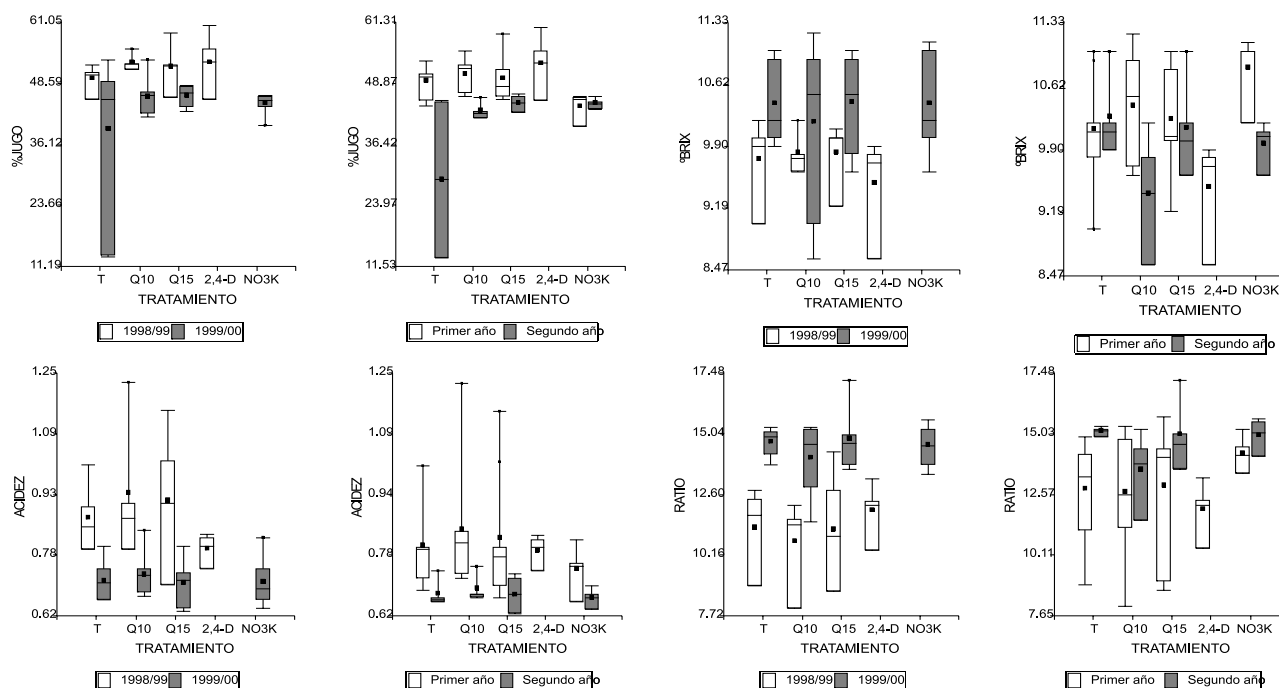 61.05
48.59
36.12
23.66
11.19
%JUGO
T Q10 Q15 2,4-D NO3K
TRATAMIENTO
1998/99 1999/00
61.31
48.87
36.42
23.97
11.53
%JUGO
T Q10 Q15 2,4-D NO3K
TRATAMIENTO
Primer año Segundo año
11.33
10.62
9.90
9.19
8.47
ºBRIX
T Q10 Q15 2,4-D NO3K
TRATAMIENTO
1998/99 1999/00
11.33
10.62
9.90
9.19
8.47
ºBRIX
T Q10 Q15 2,4-D NO3K
TRATAMIENTO
Primer año Segundo año
1.25
1.09
0.93
0.78
0.62
ACIDEZ
T Q10 Q15 2,4-D NO3K
TRATAMIENTO
1998/99 1999/00
1.25
1.09
0.94
0.78
0.62
ACIDEZ
T Q10 Q15 2,4-D NO3K
TRATAMIENTO
Primer año Segundo año
17.48
15.04
12.60
10.16
7.72
RATIO
T Q10 Q15 2,4-D NO3K
TRATAMIENTO
1998/99 1999/00
17.48
15.03
12.57
10.11
7.65
RATIO
T Q10 Q15 2,4-D NO3K
TRATAMIENTO
Primer año Segundo año